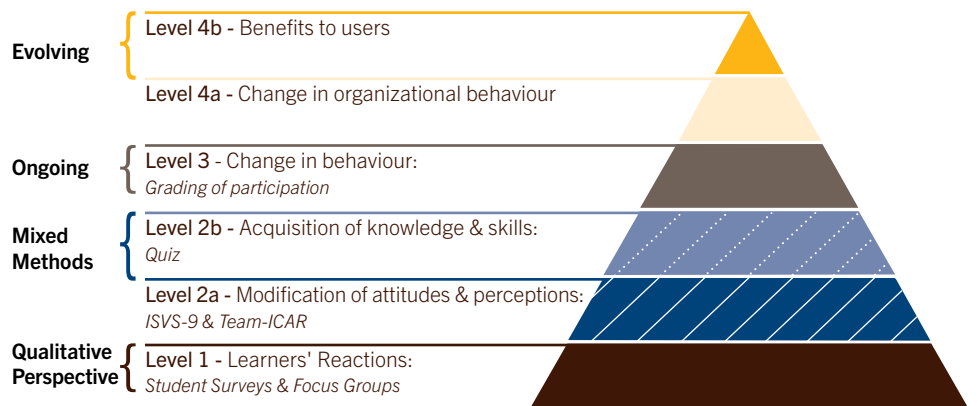 Evolving
Level 4b - Benefits to users
Level 4a - Change in organizational behaviour
Ongoing
Level 3 - Change in behaviour:
Grading of participation
Mixed
Methods
Level 2b - Acquisition of knowledge & skills:
Quiz
Level 2a - Modification of attitudes & perceptions:
ISVS-9 & Team-ICAR
Qualitative
Perspective
Level 1 - Learners' Reactions:
Student Surveys & Focus Groups